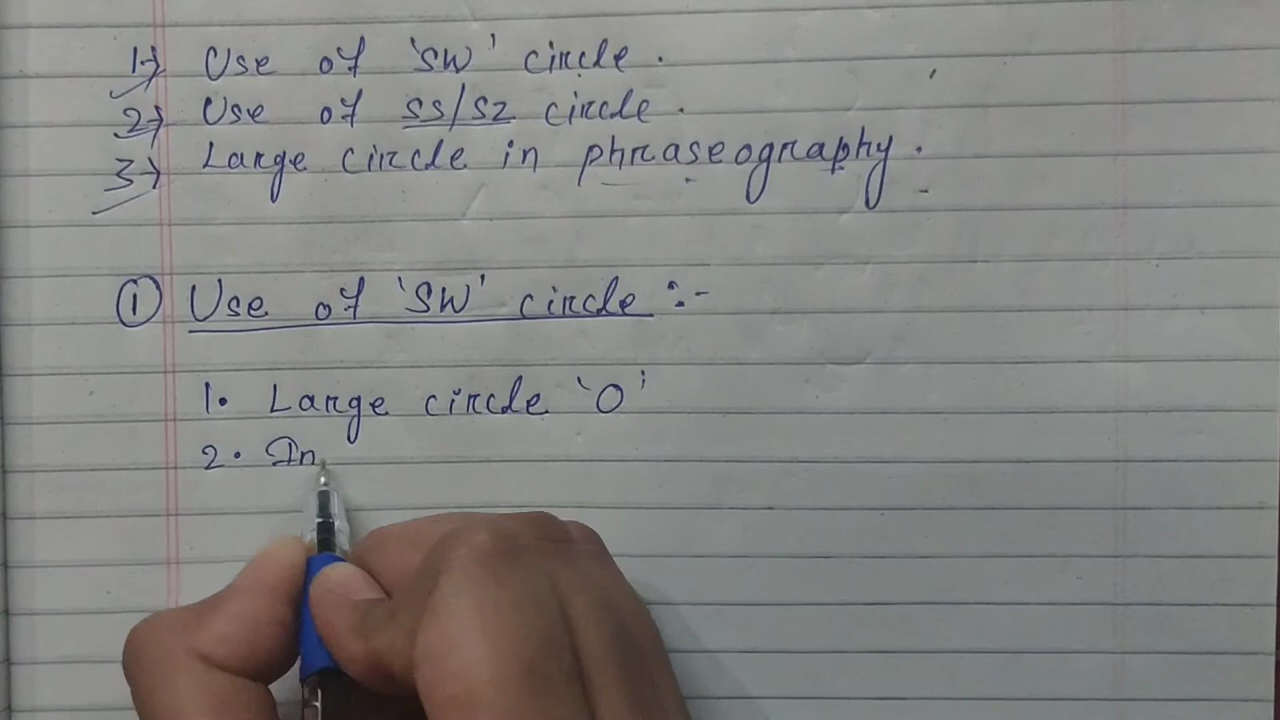 1→ Use of 'SW' circle.
2→ Use of SS/SZ circle.
3→ Large circle in phraseography.
① Use of 'SW' circle :-
1. Large circle 'O'
2. In